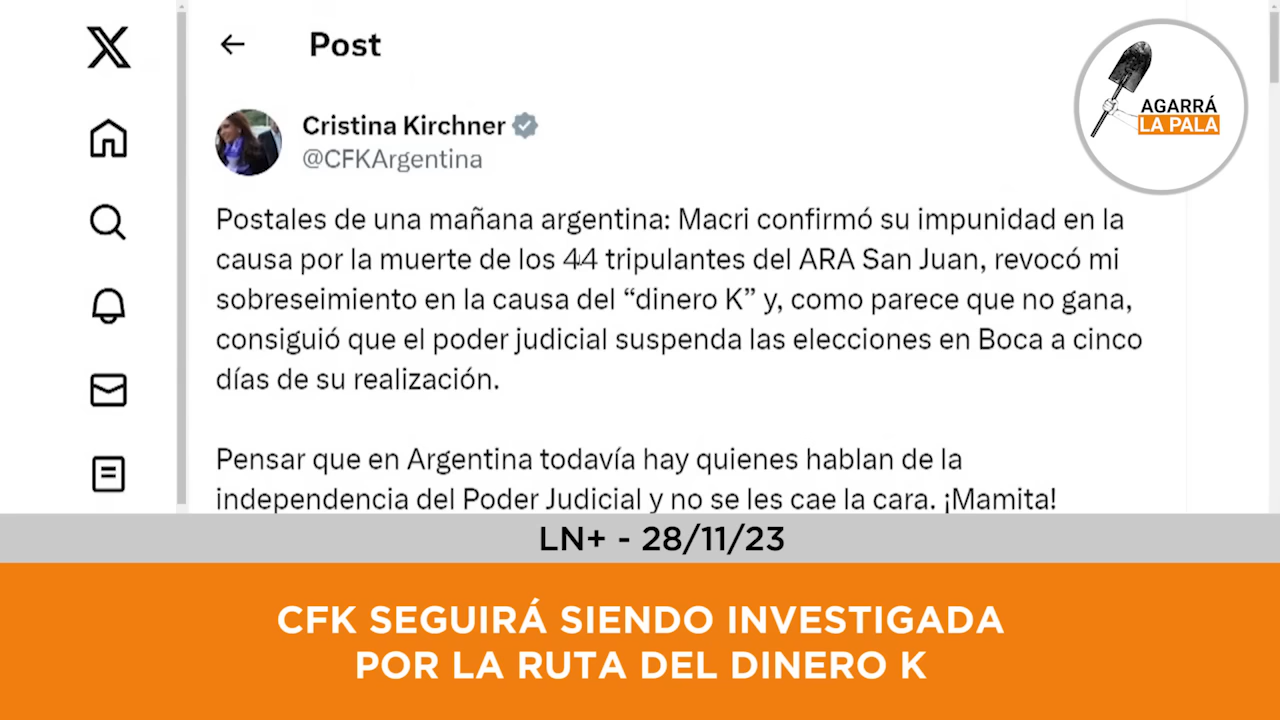 Post
AGARRÁ
LA PALA
Cristina Kirchner
@CFKArgentina
Postales de una mañana argentina: Macri confirmó su impunidad en la
causa por la muerte de los 44 tripulantes del ARA San Juan, revocó mi
sobreseimiento en la causa del “dinero K” y, como parece que no gana,
consiguió que el poder judicial suspenda las elecciones en Boca a cinco
días de su realización.
Pensar que en Argentina todavía hay quienes hablan de la
independencia del Poder Judicial y no se les cae la cara. ¡Mamita!
LN+ - 28/11/23
CFK SEGUIRÁ SIENDO INVESTIGADA
POR LA RUTA DEL DINERO K